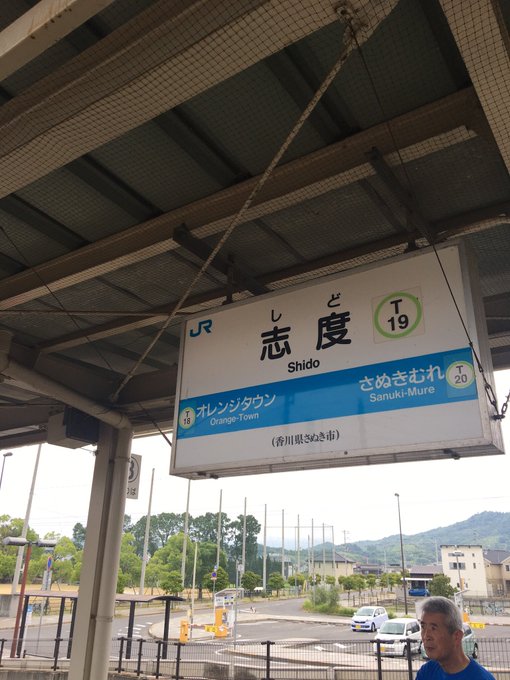 JR
しど
志度
Shido
T
19
T
18
オレンジタウン
Orange-Town
さぬきむれ
Sanuki-Mure
T
20
(香川県さぬき市)